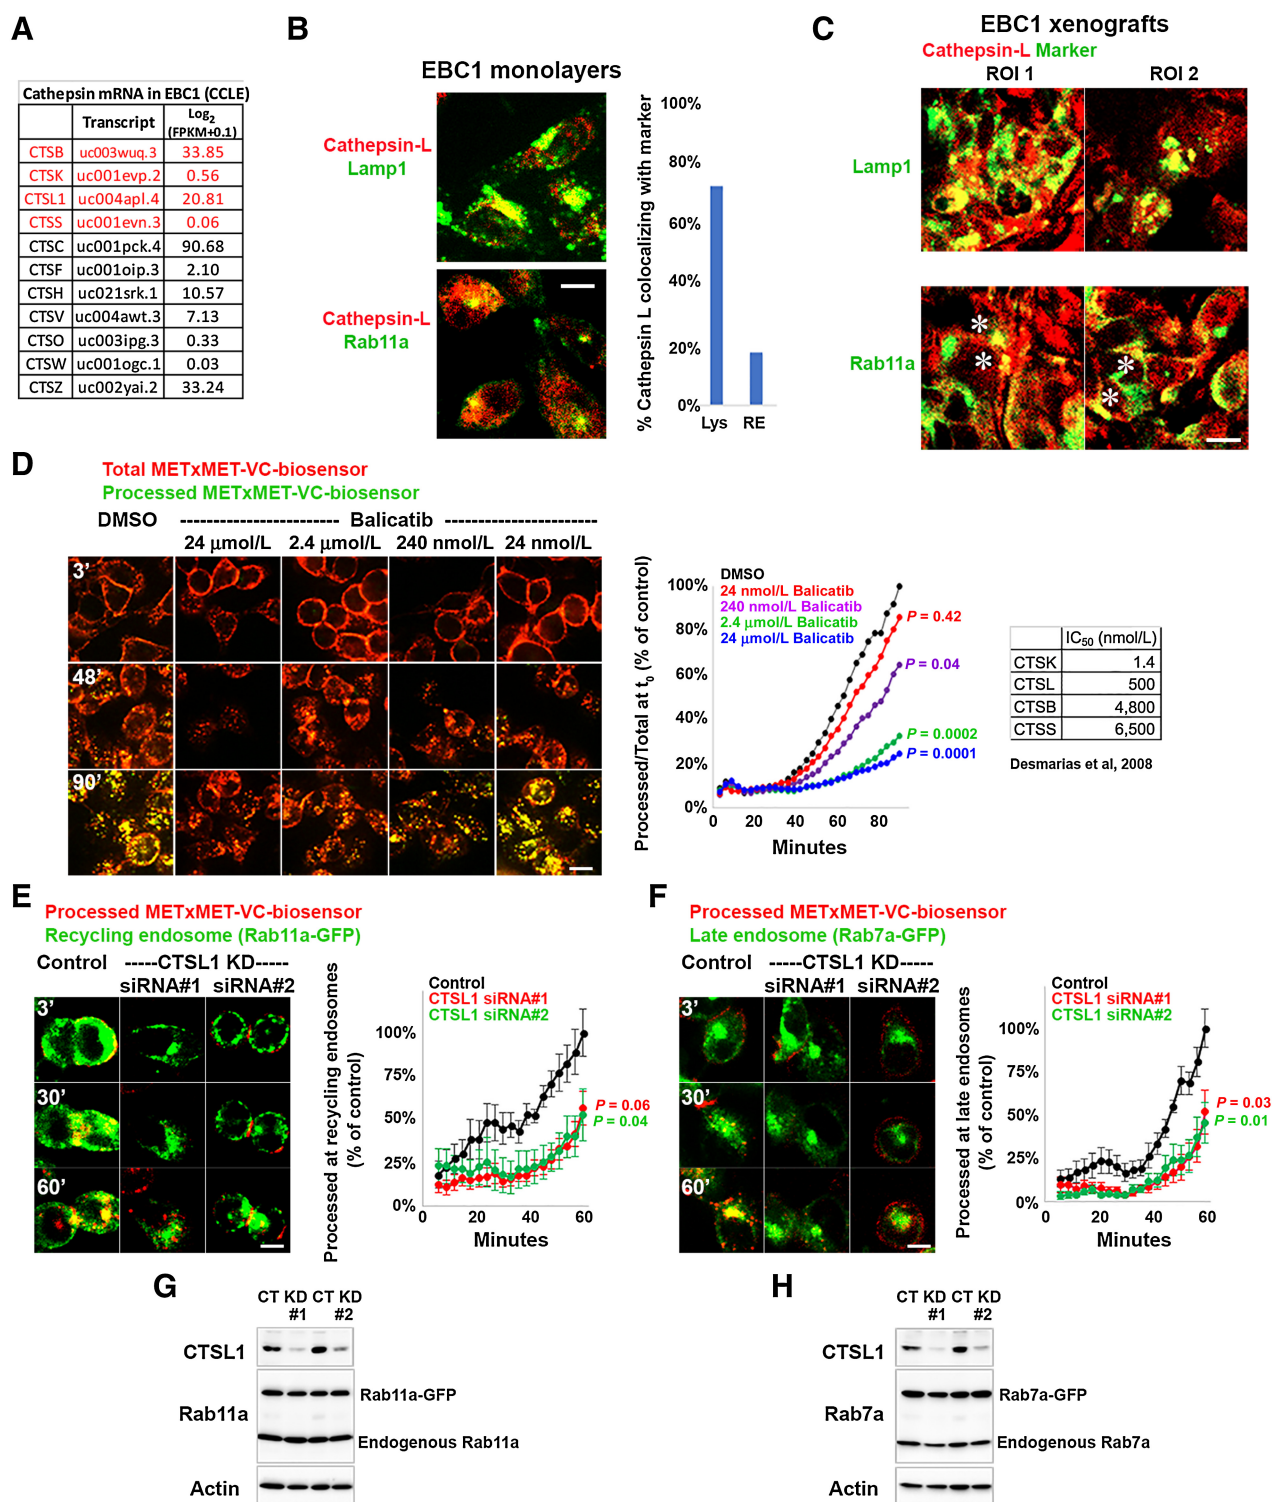 A
Cathepsin mRNA in EBC1 (CCLE)
Transcript Log2 (FPKM+0.1)
CTSB uc003wuq.3 33.85
CTSK uc001evp.2 0.56
CTSL1 uc004apl.4 20.81
CTSS uc001evn.3 0.06
CTSC uc001pck.4 90.68
CTSF uc001oip.3 2.10
CTSH uc021srk.1 10.57
CTSV uc004awt.3 7.13
CTSO uc003ipg.3 0.33
CTSW uc001ogc.1 0.03
CTSZ uc002yai.2 33.24
B
EBC1 monolayers
Cathepsin-L
Lamp1
Cathepsin-L
Rab11a
% Cathepsin L colocalizing with marker
100%
80%
60%
40%
20%
0%
Lys RE
C
EBC1 xenografts
Cathepsin-L Marker
ROI 1 ROI 2
Lamp1
Rab11a
* *
* *
D
Total METxMET-VC-biosensor
Processed METxMET-VC-biosensor
DMSO ---- Balicatib ----
24 µmol/L 2.4 µmol/L 240 nmol/L 24 nmol/L
3'
48'
90'
Processed/Total at t0 (% of control)
100%
80%
60%
40%
20%
0%
0 20 40 60 80
Minutes
DMSO
24 nmol/L Balicatib
240 nmol/L Balicatib
2.4 µmol/L Balicatib
24 µmol/L Balicatib
P = 0.42
P = 0.04
P = 0.0002
P = 0.0001
IC50 (nmol/L)
CTSK 1.4
CTSL 500
CTSB 4,800
CTSS 6,500
Desmarias et al, 2008
E
Processed METxMET-VC-biosensor
Recycling endosome (Rab11a-GFP)
Control -----CTSL1 KD-----
siRNA#1 siRNA#2
3'
30'
60'
Processed at recycling endosomes
(% of control)
Control
CTSL1 siRNA#1
CTSL1 siRNA#2
100%
75%
50%
25%
0%
P = 0.06
P = 0.04
0 20 40 60
Minutes
F
Processed METxMET-VC-biosensor
Late endosome (Rab7a-GFP)
Control -----CTSL1 KD-----
siRNA#1 siRNA#2
3'
30'
60'
Processed at late endosomes
(% of control)
Control
CTSL1 siRNA#1
CTSL1 siRNA#2
100%
75%
50%
25%
0%
P = 0.03
P = 0.01
0 20 40 60
Minutes
G
CT KD CT KD
#1 #2
CTSL1
Rab11a
Rab11a-GFP
Endogenous Rab11a
Actin
H
CT KD CT KD
#1 #2
CTSL1
Rab7a
Rab7a-GFP
Endogenous Rab7a
Actin